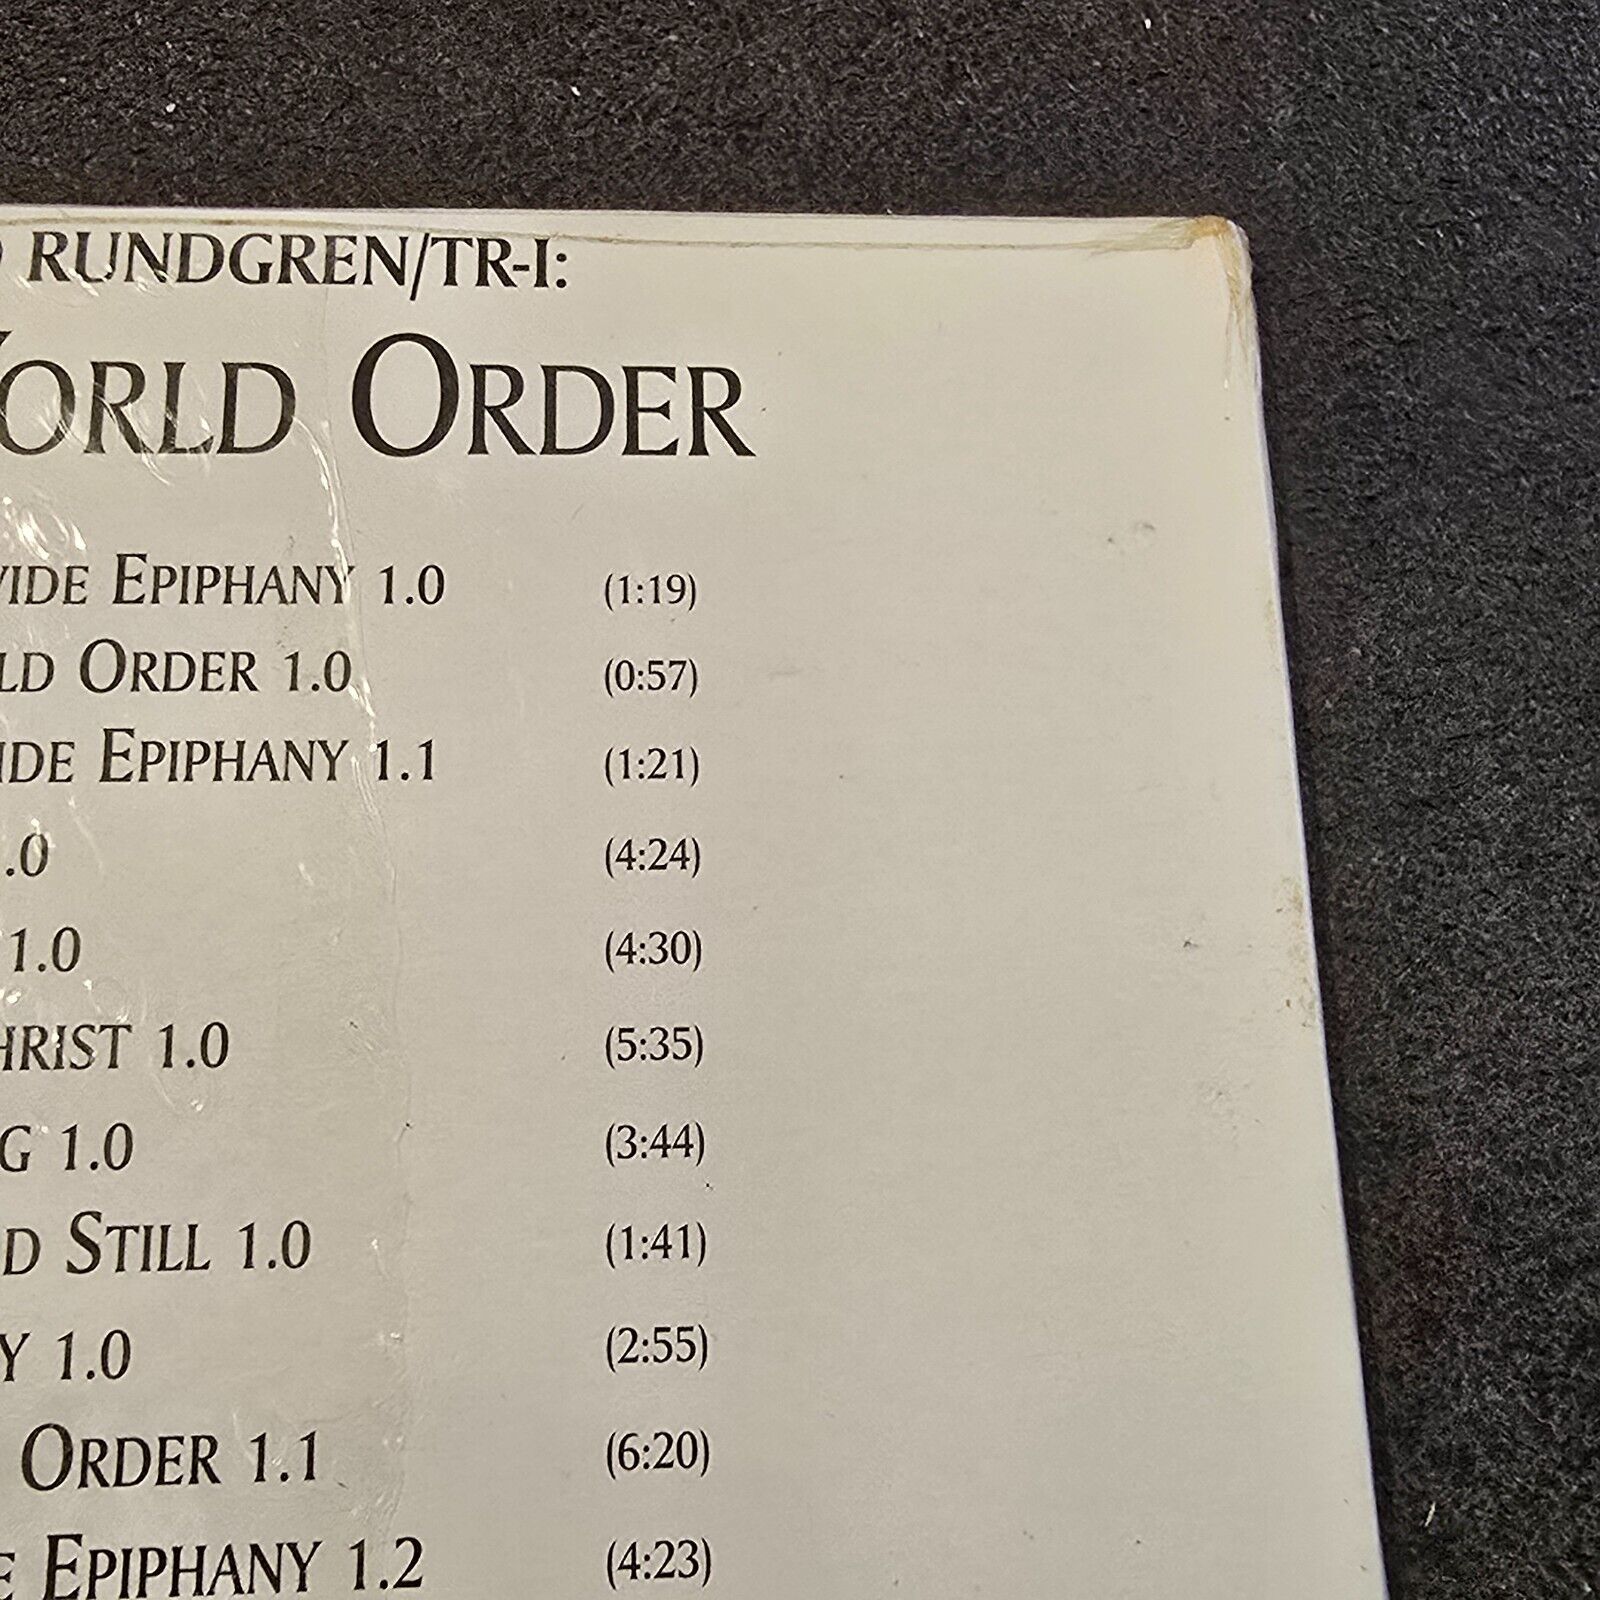 RUNDGREN/TR-I:
WORLD ORDER
WIDE EPIPHANY 1.0 (1:19)
LD ORDER 1.0 (0:57)
IDE EPIPHANY 1.1 (1:21)
.0 (4:24)
1.0 (4:30)
HRIST 1.0 (5:35)
G 1.0 (3:44)
D STILL 1.0 (1:41)
Y 1.0 (2:55)
ORDER 1.1 (6:20)
E EPIPHANY 1.2 (4:23)